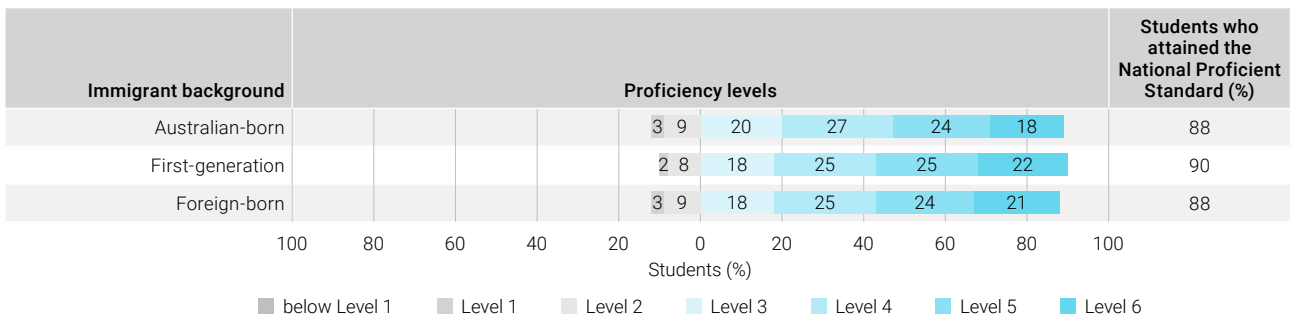 Students who
attained the
National Proficient
Immigrant background Proficiency levels Standard (%)
Australian-born 3 9 20 27 24 18 88
First-generation 2 8 18 25 25 22 90
Foreign-born 3 9 18 25 24 21 88
100 80 60 40 20 0 20 40 60 80 100
Students (%)
below Level 1 Level 1 Level 2 Level 3 Level 4 Level 5 Level 6